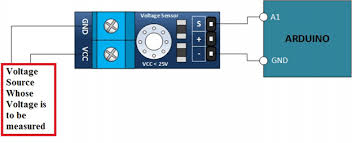 Voltage
Source
Whose
Voltage is
to be
measured
GND
VCC
Voltage Sensor
VCC < 25V
S
+
-
A1
GND
ARDUINO